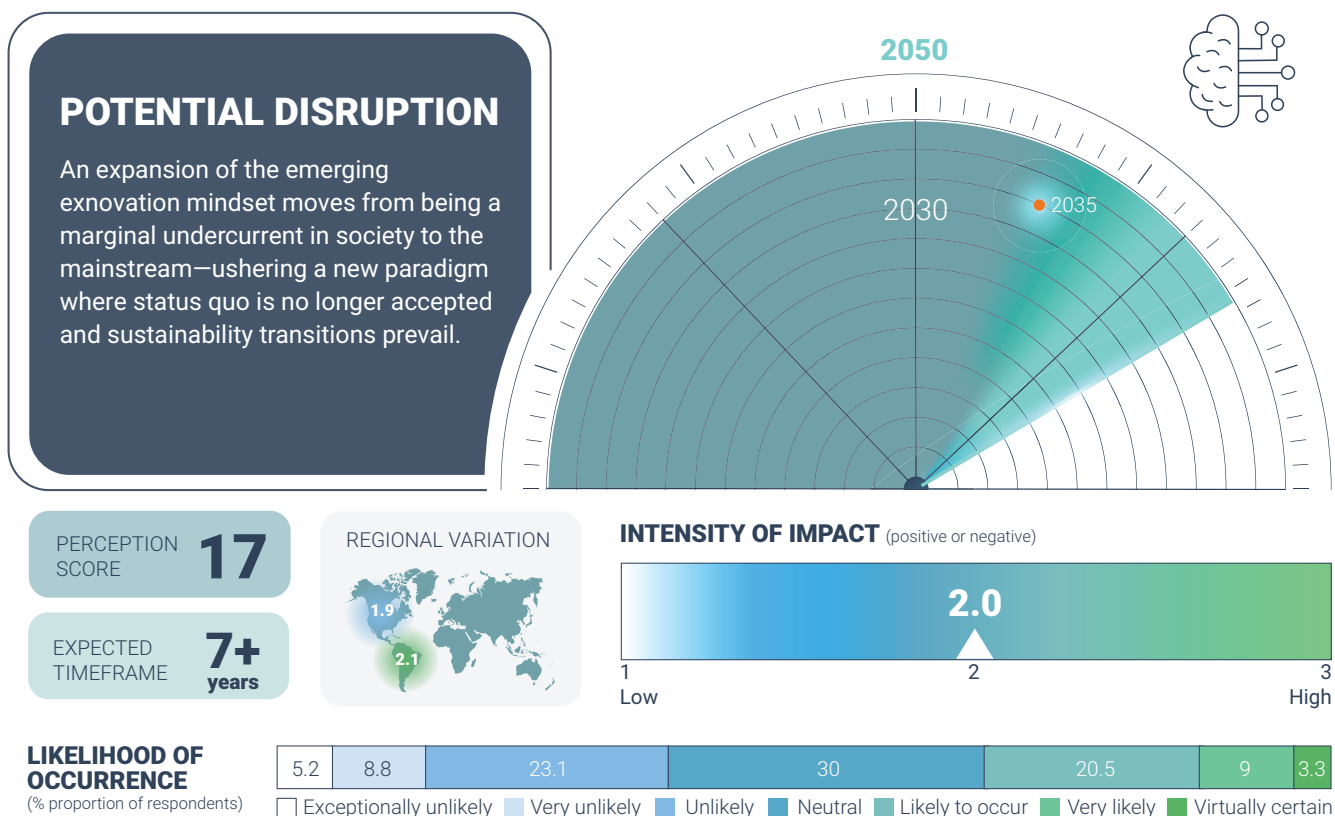 POTENTIAL DISRUPTION
An expansion of the emerging
exnovation mindset moves from being a
marginal undercurrent in society to the
mainstream—ushering a new paradigm
where status quo is no longer accepted
and sustainability transitions prevail.
2050
2030
2035
PERCEPTION
SCORE
17
EXPECTED
TIMEFRAME
7+
years
REGIONAL VARIATION
1.9
2.1
INTENSITY OF IMPACT (positive or negative)
2.0
1 2 3
Low High
LIKELIHOOD OF
OCCURRENCE
(% proportion of respondents)
5.2 8.8 23.1 30 20.5 9 3.3
Exceptionally unlikely Very unlikely Unlikely Neutral Likely to occur Very likely Virtually certain